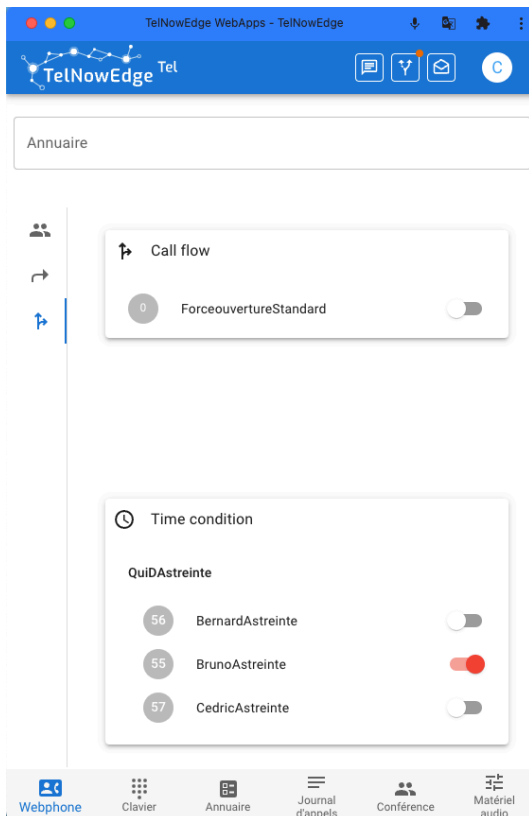 TelNowEdge WebApps - TelNowEdge
TelNowEdge Tel
C
Annuaire
Call flow
0 ForceouvertureStandard
Time condition
QuiDAstreinte
56 BernardAstreinte
55 BrunoAstreinte
57 CedricAstreinte
Webphone Clavier Annuaire Journal d'appels Conférence Matériel audio